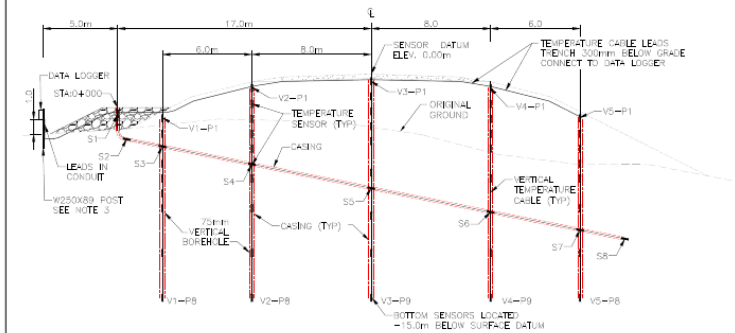 ℄
5.0m
17.0m
8.0
6.0
6.0m
8.0m
SENSOR DATUM
ELEV. 0.00m
TEMPERATURE CABLE LEADS
TRENCH 300mm BELOW GRADE
CONNECT TO DATA LOGGER
DATA LOGGER
STA:0+000
1.0
V2-P1
V3-P1
V4-P1
V5-P1
V1-P1
TEMPERATURE
SENSOR (TYP)
ORIGINAL
GROUND
S1
S2
S3
CASING
LEADS IN
CONDUIT
S4
S5
VERTICAL
TEMPERATURE
CABLE (TYP)
W250X89 POST
SEE NOTE 3
75mm
VERTICAL
BOREHOLE
CASING (TYP)
S6
S7
S8
V1-P8
V2-P8
V3-P9
V4-P9
V5-P8
BOTTOM SENSORS LOCATED
-15.0m BELOW SURFACE DATUM